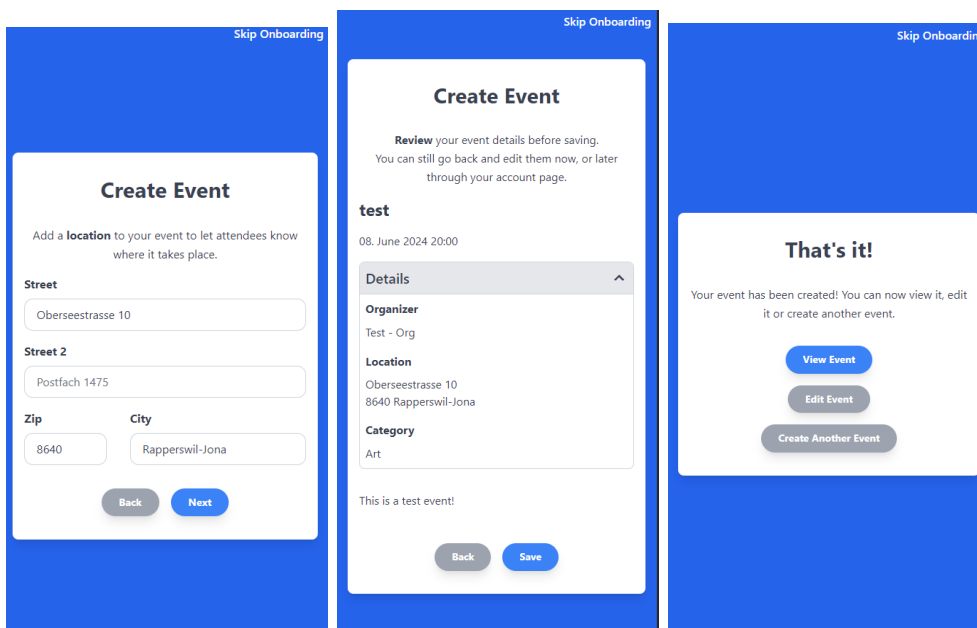 Skip Onboarding
Create Event
Add a location to your event to let attendees know
where it takes place.
Street
Oberseestrasse 10
Street 2
Postfach 1475
Zip
City
8640
Rapperswil-Jona
Back
Next
Skip Onboarding
Create Event
Review your event details before saving.
You can still go back and edit them now, or later
through your account page.
test
08. June 2024 20:00
Details
Organizer
Test - Org
Location
Oberseestrasse 10
8640 Rapperswil-Jona
Category
Art
This is a test event!
Back
Save
Skip Onboardin
That's it!
Your event has been created! You can now view it, edit
it or create another event.
View Event
Edit Event
Create Another Event